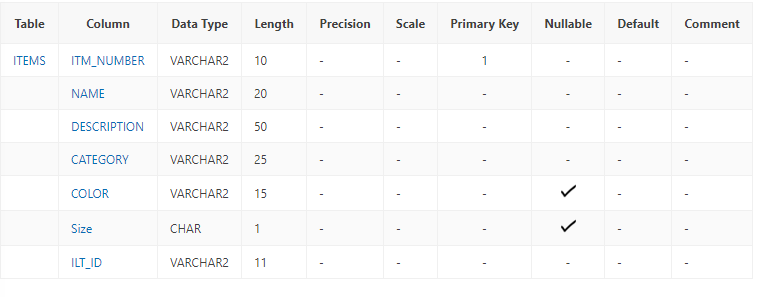 Table Column Data Type Length Precision Scale Primary Key Nullable Default Comment
ITEMS ITM_NUMBER VARCHAR2 10 - - 1 - - -
NAME VARCHAR2 20 - - - - - -
DESCRIPTION VARCHAR2 50 - - - - - -
CATEGORY VARCHAR2 25 - - - - - -
COLOR VARCHAR2 15 - - - ✓ - -
Size CHAR 1 - - - ✓ - -
ILT_ID VARCHAR2 11 - - - - - -